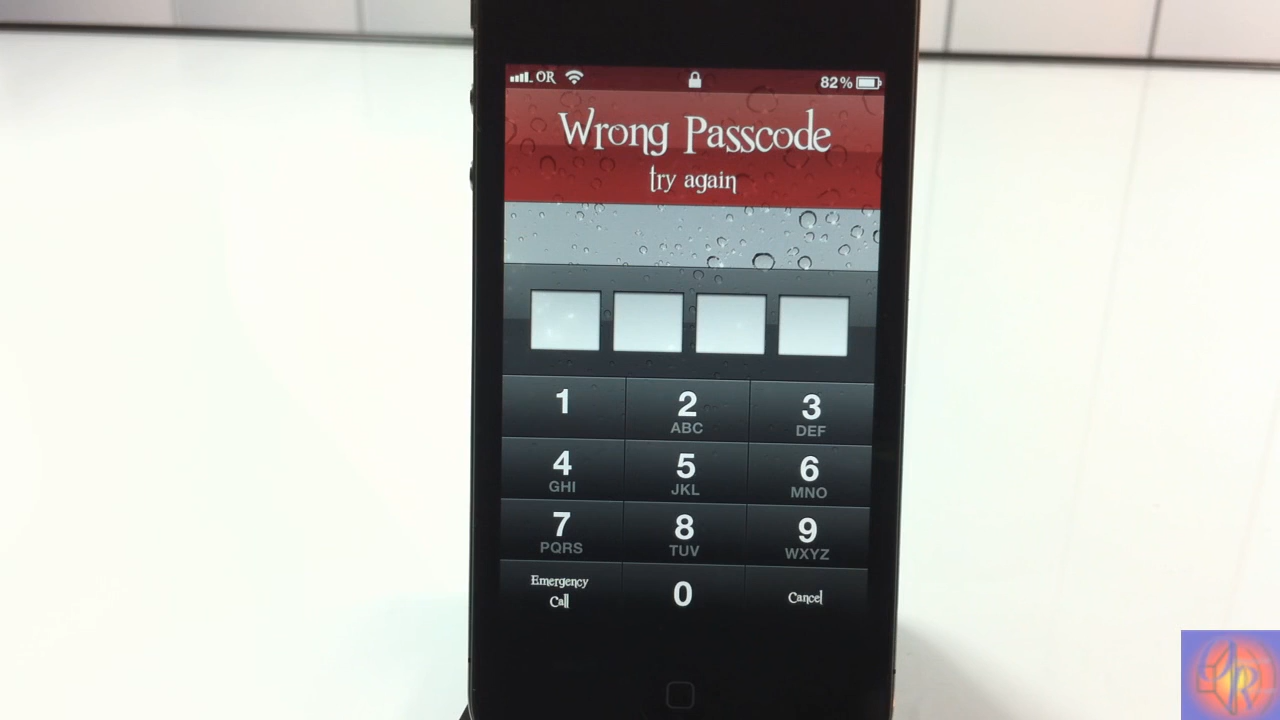 OR 82%
Wrong Passcode
try again
1 2 3
ABC DEF
4 5 6
GHI JKL MNO
7 8 9
PQRS TUV WXYZ
Emergency
Call 0 Cancel